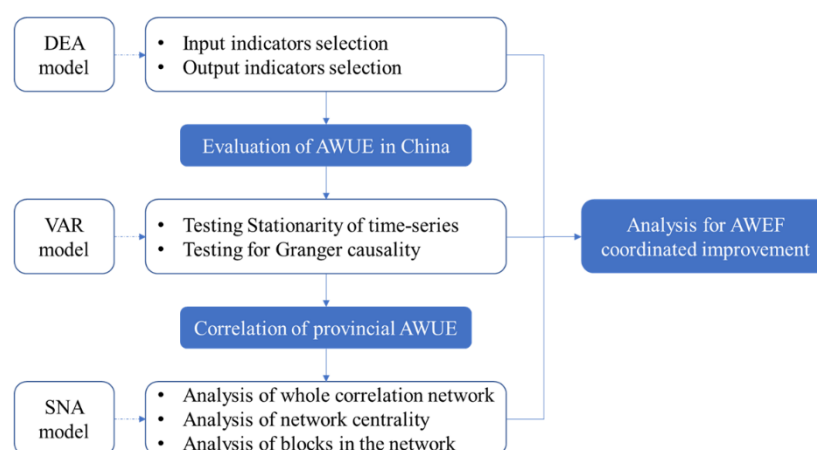 DEA
model
• Input indicators selection
• Output indicators selection
Evaluation of AWUE in China
VAR
model
• Testing Stationarity of time-series
• Testing for Granger causality
Analysis for AWEF
coordinated improvement
Correlation of provincial AWUE
SNA
model
• Analysis of whole correlation network
• Analysis of network centrality
• Analysis of blocks in the network